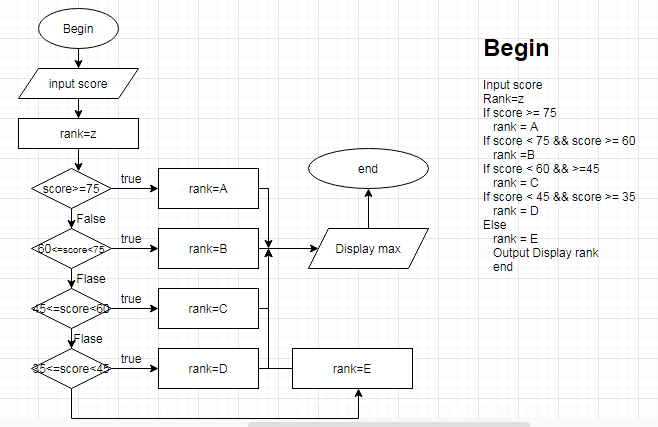 Begin
input score
rank=z
score>=75
true
rank=A
False
60<=score<75
true
rank=B
Flase
45<=score<60
true
rank=C
Flase
35<=score<45
true
rank=D
rank=E
Display max
end
Begin
Input score
Rank=z
If score >= 75
rank = A
If score < 75 && score >= 60
rank =B
If score < 60 && >=45
rank = C
If score < 45 && score >= 35
rank = D
Else
rank = E
Output Display rank
end